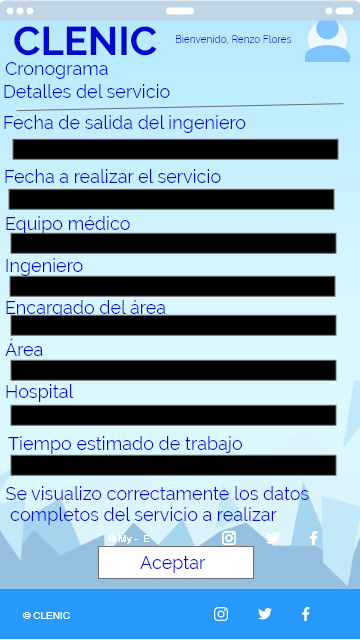 CLENIC
Bienvenido, Renzo Flores
Cronograma
Detalles del servicio
Fecha de salida del ingeniero
Fecha a realizar el servicio
Equipo médico
Ingeniero
Encargado del área
Área
Hospital
Tiempo estimado de trabajo
Se visualizo correctamente los datos
completos del servicio a realizar
© My - E
Aceptar
© CLENIC